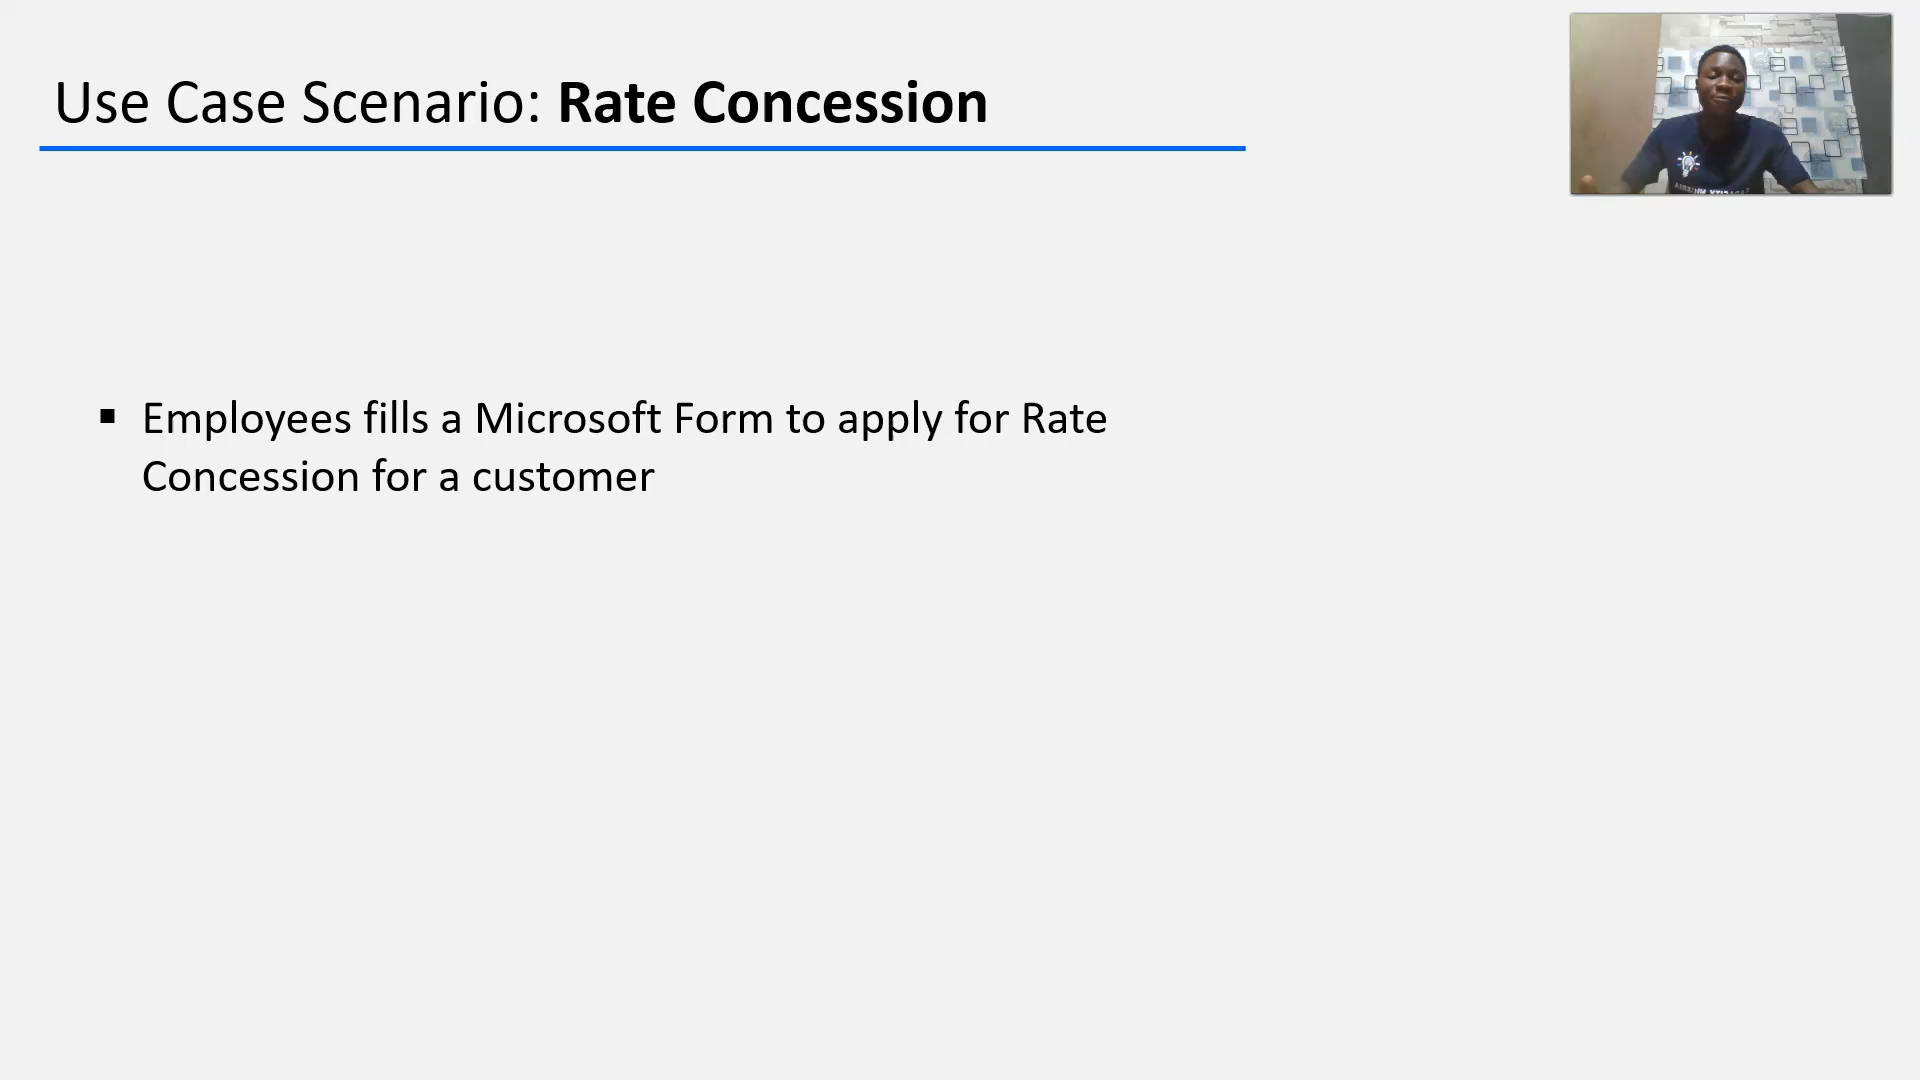 Use Case Scenario: Rate Concession
▪ Employees fills a Microsoft Form to apply for Rate
Concession for a customer